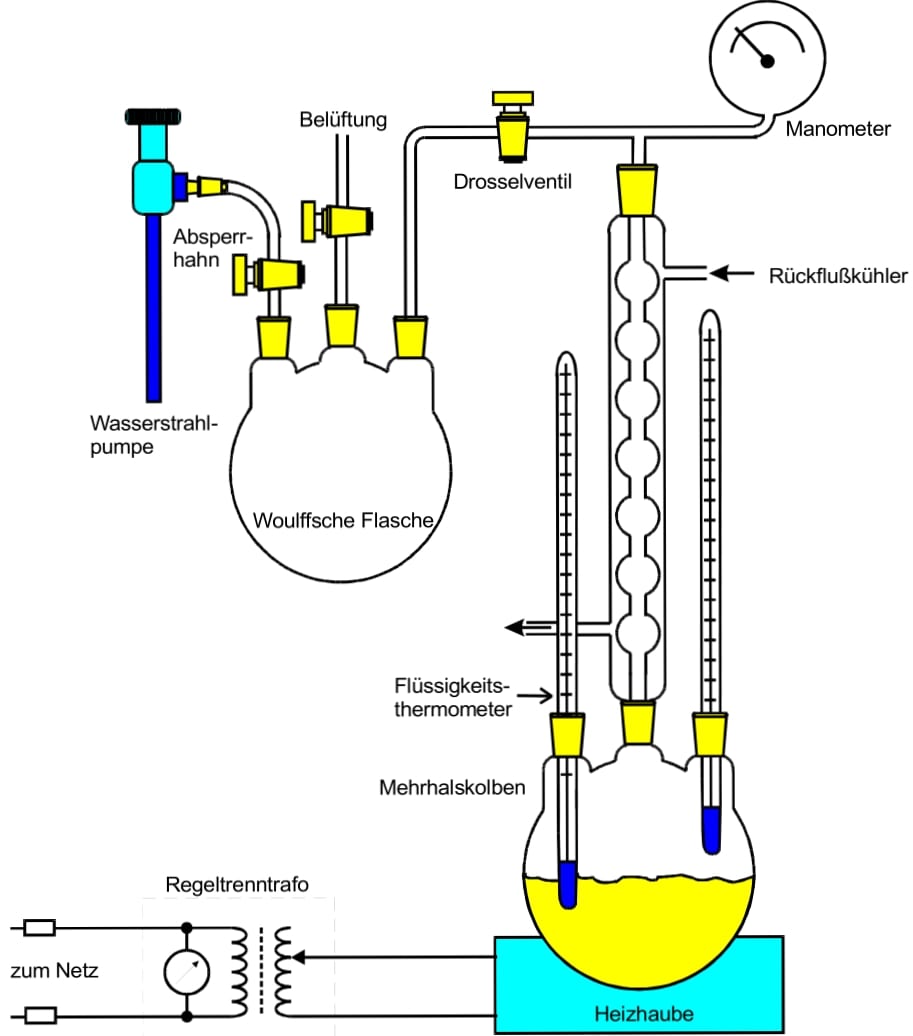 Manometer
Belüftung
Drosselventil
Absperr-
hahn
Rückflußkühler
Wasserstrahl-
pumpe
Woulffsche Flasche
Flüssigkeits-
thermometer
Mehrhalskolben
Regeltrenntrafo
zum Netz
Heizhaube